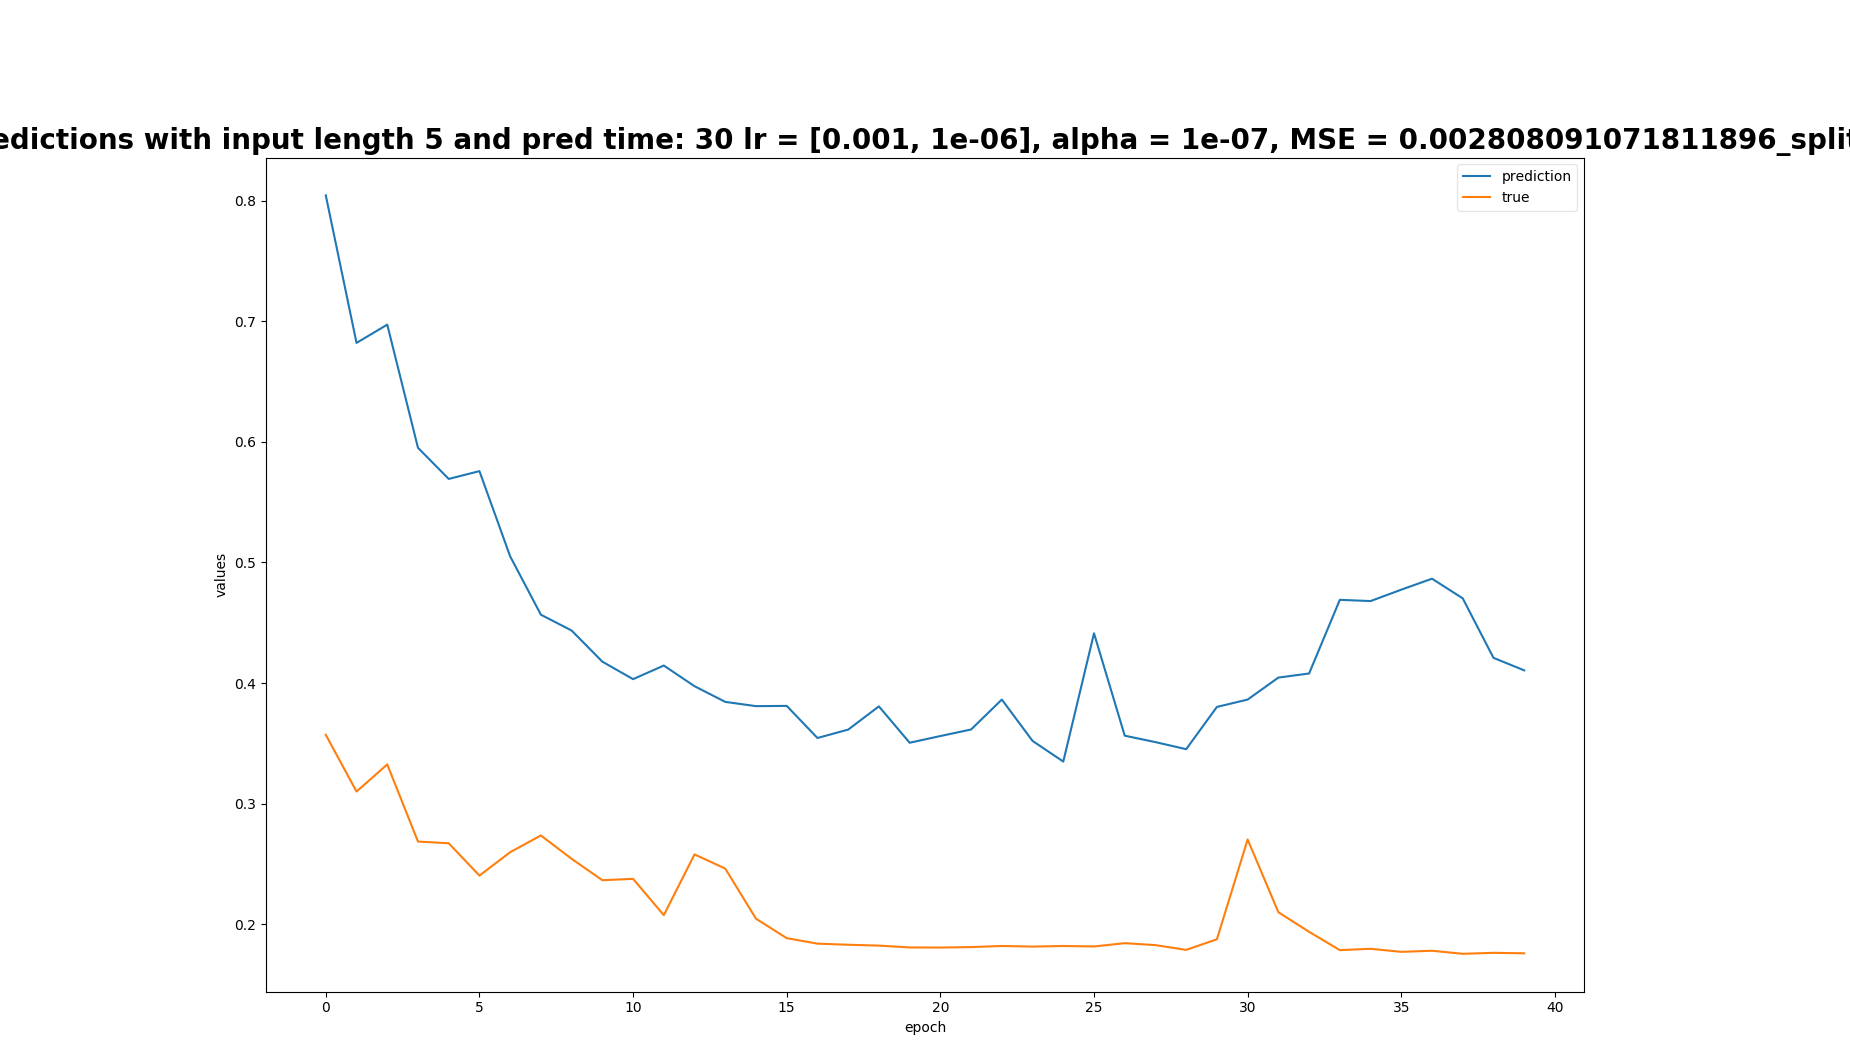 edictions with input length 5 and pred time: 30 lr = [0.001, 1e-06], alpha = 1e-07, MSE = 0.002808091071811896_split
prediction
true
0.8
0.7
0.6
0.5
0.4
0.3
0.2
values
0 5 10 15 20 25 30 35 40
epoch